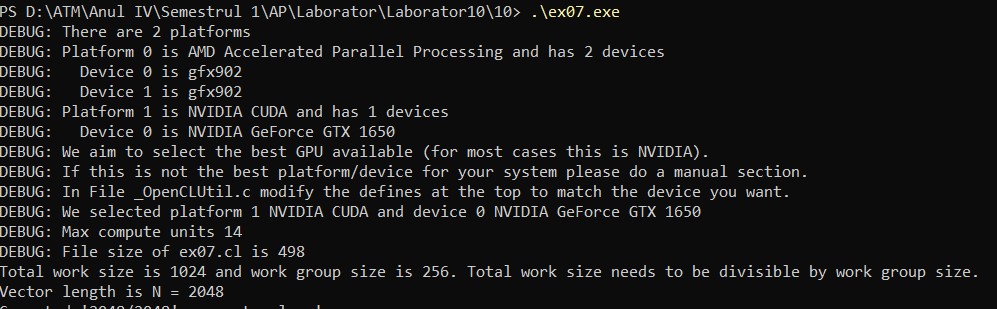 PS D:\ATM\Anul IV\Semestrul 1\AP\Laborator\Laborator10\10> .\ex07.exe
DEBUG: There are 2 platforms
DEBUG: Platform 0 is AMD Accelerated Parallel Processing and has 2 devices
DEBUG:   Device 0 is gfx902
DEBUG:   Device 1 is gfx902
DEBUG: Platform 1 is NVIDIA CUDA and has 1 devices
DEBUG:   Device 0 is NVIDIA GeForce GTX 1650
DEBUG: We aim to select the best GPU available (for most cases this is NVIDIA).
DEBUG: If this is not the best platform/device for your system please do a manual section.
DEBUG: In File _OpenCLUtil.c modify the defines at the top to match the device you want.
DEBUG: We selected platform 1 NVIDIA CUDA and device 0 NVIDIA GeForce GTX 1650
DEBUG: Max compute units 14
DEBUG: File size of ex07.cl is 498
Total work size is 1024 and work group size is 256. Total work size needs to be divisible by work group size.
Vector length is N = 2048